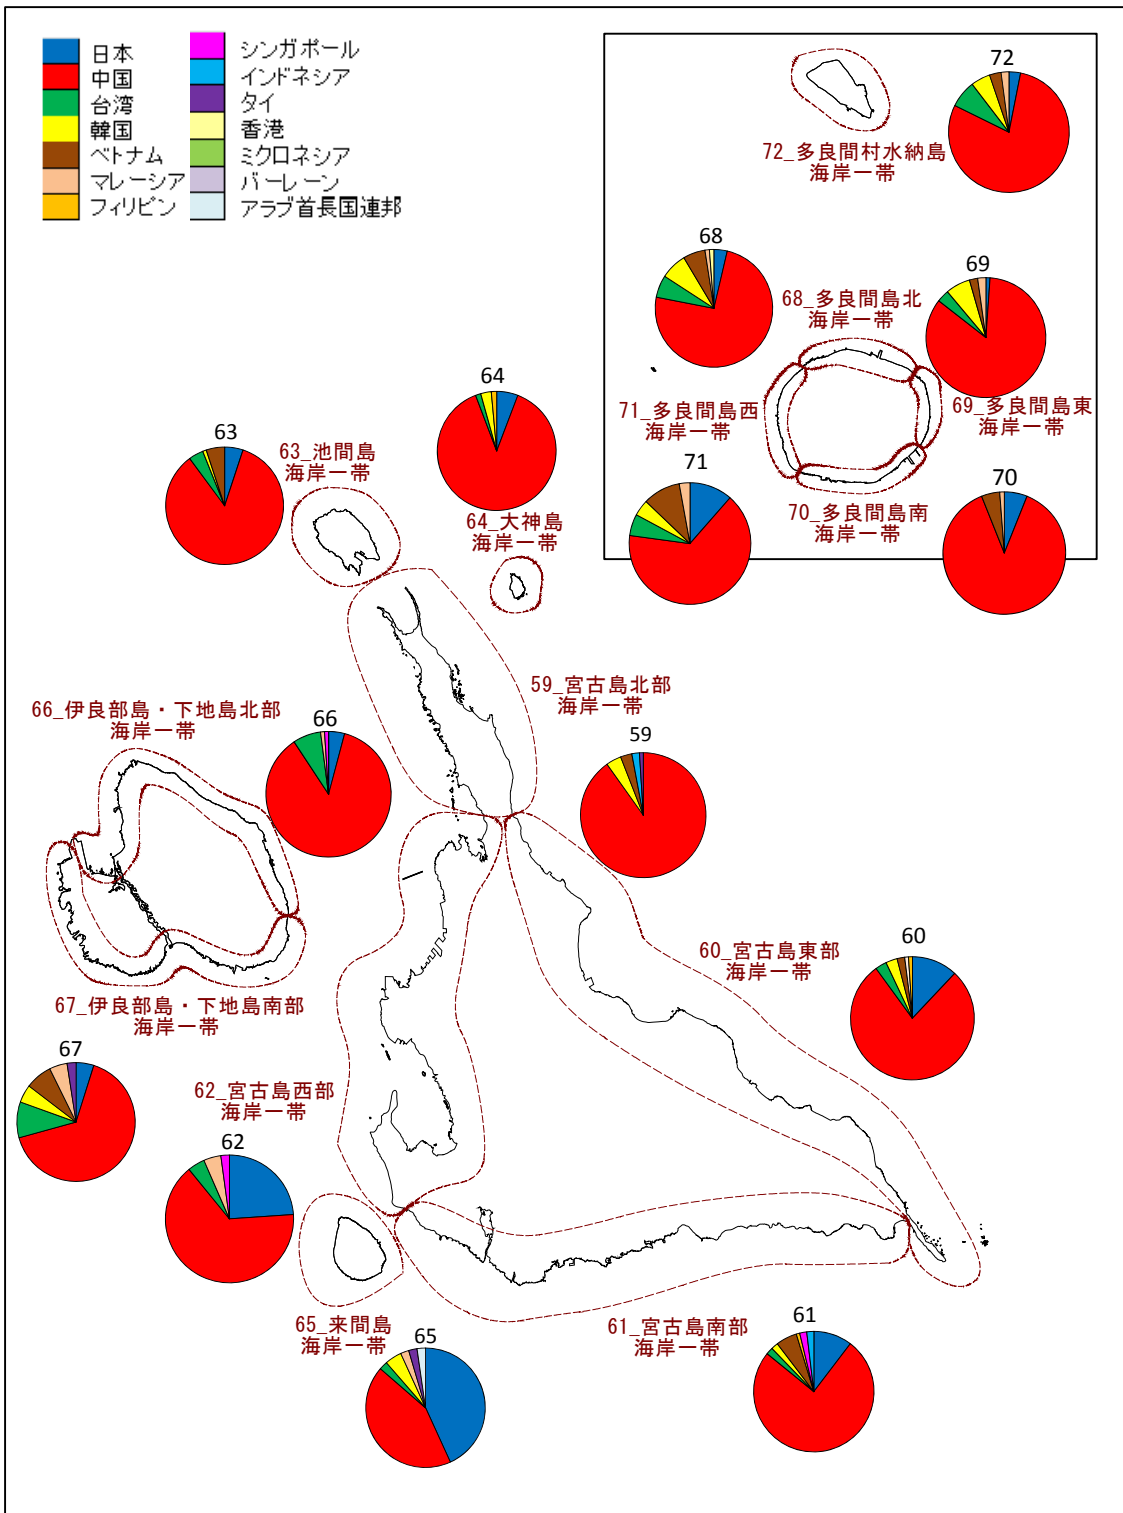 日本
中国
台湾
韓国
ベトナム
マレーシア
フィリピン
シンガポール
インドネシア
タイ
香港
ミクロネシア
バーレーン
アラブ首長国連邦
72
72_多良間村水納島
海岸一帯
68
69
68_多良間島北
海岸一帯
71_多良間島西
海岸一帯
69_多良間島東
海岸一帯
71
70_多良間島南
海岸一帯
70
63
63_池間島
海岸一帯
64
64_大神島
海岸一帯
59_宮古島北部
海岸一帯
59
66_伊良部島・下地島北部
海岸一帯
66
60_宮古島東部
海岸一帯
60
67_伊良部島・下地島南部
海岸一帯
67
62_宮古島西部
海岸一帯
62
65_来間島
海岸一帯
65
61_宮古島南部
海岸一帯
61